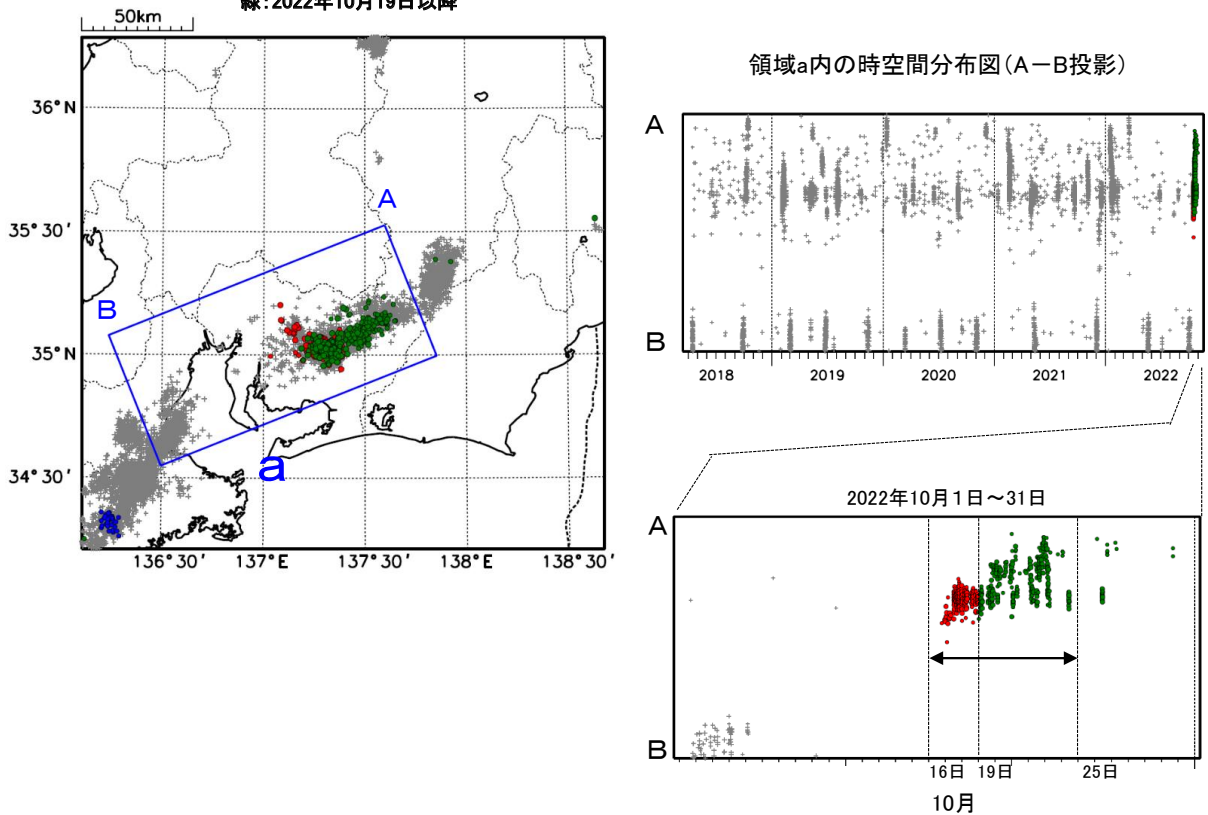 緑:2022年10月19日以降
50km
36°N
35°30′
35°N
34°30′
136°30′
137°E
137°30′
138°E
138°30′
A
B
a
領域a内の時空間分布図(A－B投影)
A
B
2018
2019
2020
2021
2022
2022年10月1日～31日
A
B
16日
19日
25日
10月